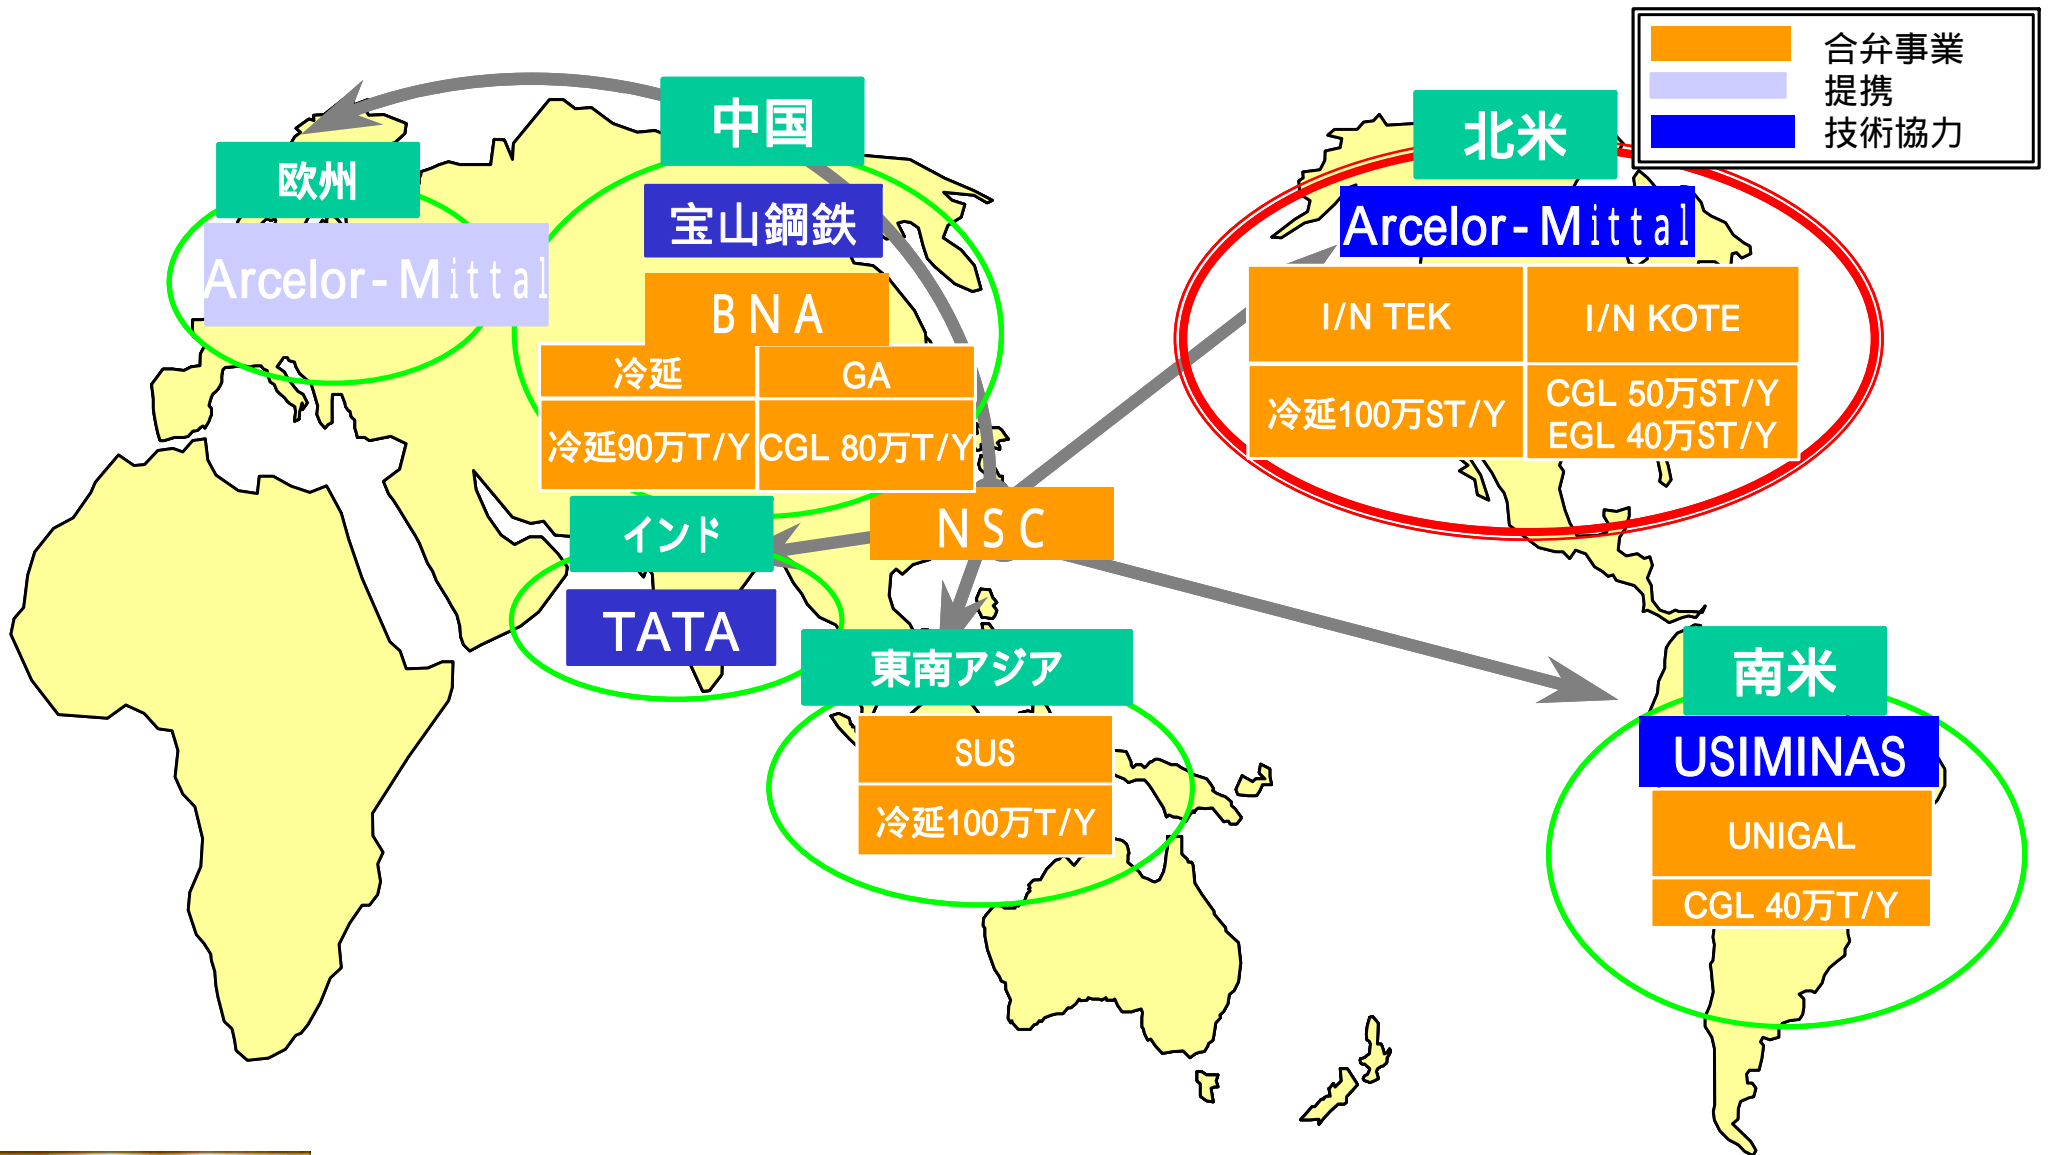 合弁事業
提携
技術協力
中国
宝山鋼鉄
BNA
冷延
GA
冷延90万T/Y
CGL 80万T/Y
欧州
Arcelor-Mittal
北米
Arcelor-Mittal
I/N TEK
I/N KOTE
冷延100万ST/Y
CGL 50万ST/Y
EGL 40万ST/Y
NSC
インド
TATA
東南アジア
SUS
冷延100万T/Y
南米
USIMINAS
UNIGAL
CGL 40万T/Y